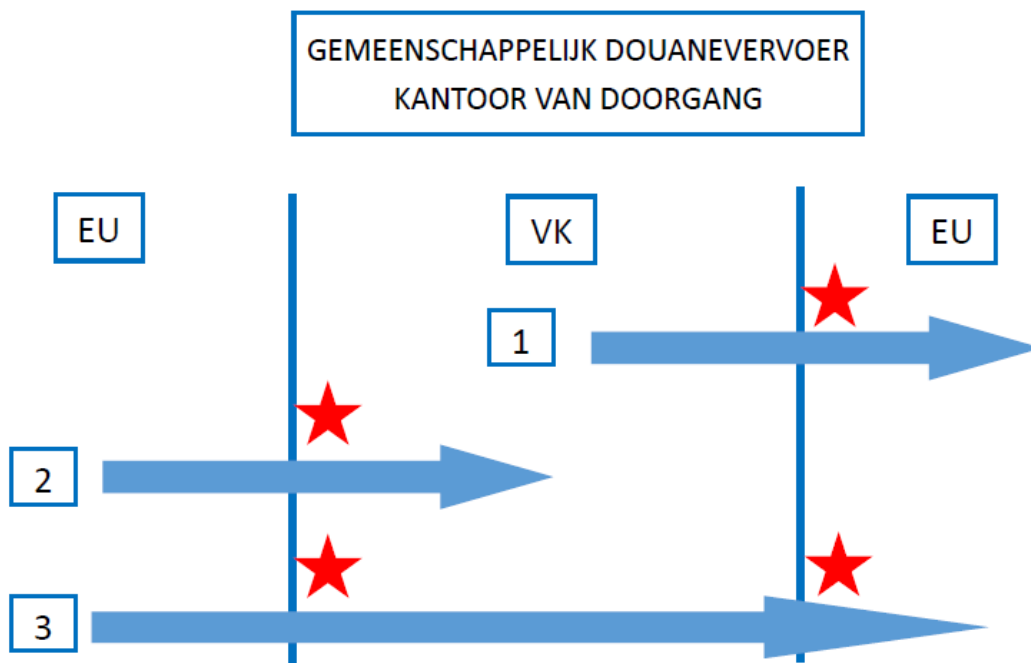 GEMEENSCHAPPELIJK DOUANEVERVOER
KANTOOR VAN DOORGANG
EU
VK
EU
1
2
3